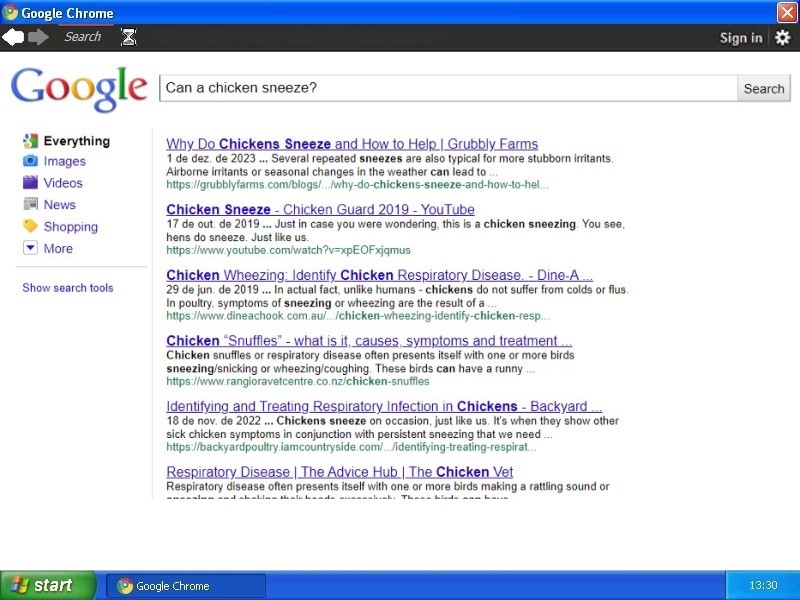 Google Chrome
Search
Sign in
Google
Can a chicken sneeze?
Search
Everything
Images
Videos
News
Shopping
More
Show search tools
Why Do Chickens Sneeze and How to Help | Grubbly Farms
1 de dez. de 2023 ... Several repeated sneezes are also typical for more stubborn irritants.
Airborne irritants or seasonal changes in the weather can lead to ...
https://grubblyfarms.com/blogs/.../why-do-chickens-sneeze-and-how-to-hel...
Chicken Sneeze - Chicken Guard 2019 - YouTube
17 de out. de 2019 ... Just in case you were wondering, this is a chicken sneezing. You see,
hens do sneeze. Just like us.
https://www.youtube.com/watch?v=xpEOFxjqmus
Chicken Wheezing: Identify Chicken Respiratory Disease. - Dine-A ...
29 de jun. de 2019 ... In actual fact, unlike humans - chickens do not suffer from colds or flus.
In poultry, symptoms of sneezing or wheezing are the result of a ...
https://www.dineachook.com.au/.../chicken-wheezing-identify-chicken-resp...
Chicken “Snuffles” - what is it, causes, symptoms and treatment ...
Chicken snuffles or respiratory disease often presents itself with one or more birds
sneezing/snicking or wheezing/coughing. These birds can have a runny ...
https://www.rangioravetcentre.co.nz/chicken-snuffles
Identifying and Treating Respiratory Infection in Chickens - Backyard ...
18 de nov. de 2022 ... Chickens sneeze on occasion, just like us. It's when they show other
sick chicken symptoms in conjunction with persistent sneezing that we need ...
https://backyardpoultry.iamcountryside.com/.../identifying-treating-respirat...
Respiratory Disease | The Advice Hub | The Chicken Vet
Respiratory disease often presents itself with one or more birds making a rattling sound or
sneezing and shaking their heads excessively. These birds can have
start
Google Chrome
13:30